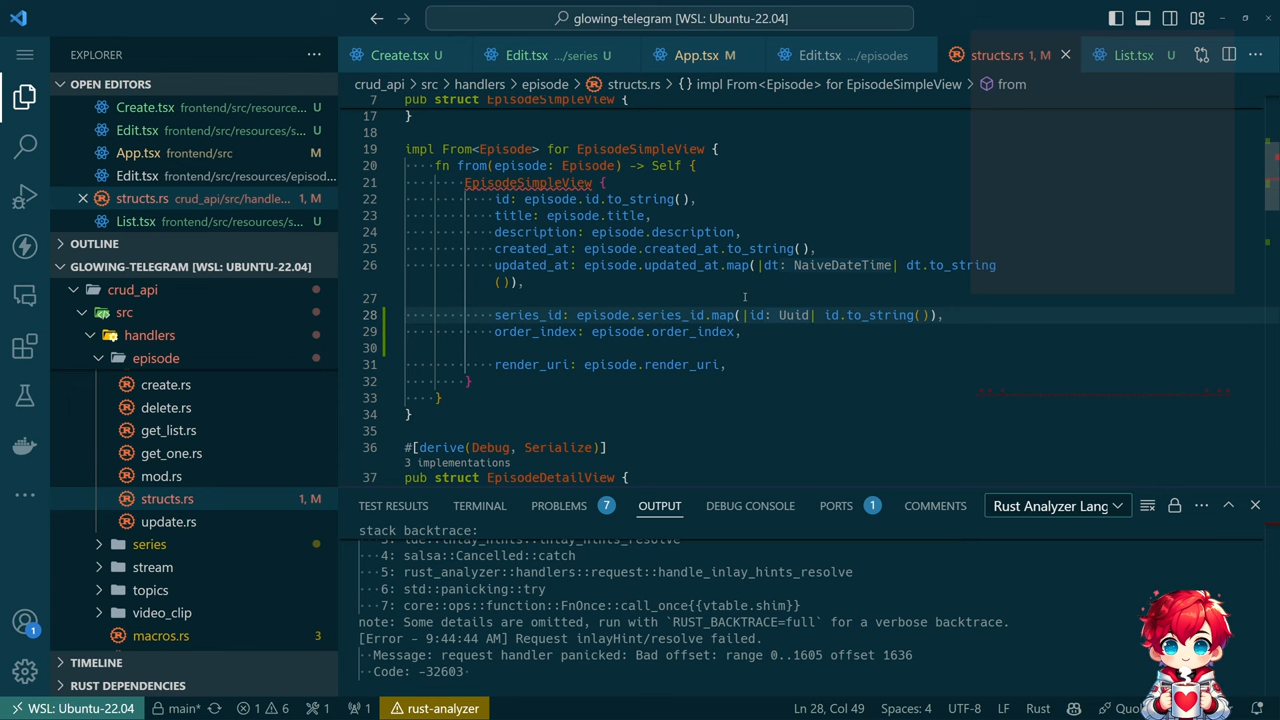 glowing-telegram [WSL: Ubuntu-22.04]
EXPLORER
Create.tsx U
Edit.tsx .../series U
App.tsx M
Edit.tsx .../episodes
structs.rs 1, M
List.tsx U
OPEN EDITORS
crud_api > src > handlers > episode > structs.rs > {} impl From<Episode> for EpisodeSimpleView > from
Create.tsx frontend/src/resource... U
Edit.tsx frontend/src/resources/s... U
App.tsx frontend/src M
Edit.tsx frontend/src/resources/episod...
structs.rs crud_api/src/handle... 1, M
List.tsx frontend/src/resources/s... U
OUTLINE
GLOWING-TELEGRAM [WSL: UBUNTU-22.04]
crud_api
src
handlers
episode
create.rs
delete.rs
get_list.rs
get_one.rs
mod.rs
structs.rs 1, M
update.rs
series
stream
topics
video_clip
macros.rs 3
TIMELINE
RUST DEPENDENCIES
7 pub struct EpisodeSimpleView {
17 }
18
19 impl From<Episode> for EpisodeSimpleView {
20 fn from(episode: Episode) -> Self {
21 EpisodeSimpleView {
22 id: episode.id.to_string(),
23 title: episode.title,
24 description: episode.description,
25 created_at: episode.created_at.to_string(),
26 updated_at: episode.updated_at.map(|dt: NaiveDateTime| dt.to_string
()),
27
28 series_id: episode.series_id.map(|id: Uuid| id.to_string()),
29 order_index: episode.order_index,
30
31 render_uri: episode.render_uri,
32 }
33 }
34 }
35
36 #[derive(Debug, Serialize)]
3 implementations
37 pub struct EpisodeDetailView {
TEST RESULTS TERMINAL PROBLEMS 7 OUTPUT DEBUG CONSOLE PORTS 1 COMMENTS Rust Analyzer Lang
stack backtrace:
3: ide::inlay_hints::inlay_hints_resolve
4: salsa::Cancelled::catch
5: rust_analyzer::handlers::request::handle_inlay_hints_resolve
6: std::panicking::try
7: core::ops::function::FnOnce::call_once{{vtable.shim}}
note: Some details are omitted, run with `RUST_BACKTRACE=full` for a verbose backtrace.
[Error - 9:44:44 AM] Request inlayHint/resolve failed.
Message: request handler panicked: Bad offset: range 0..1605 offset 1636
Code: -32603
1
WSL: Ubuntu-22.04 main* 1 6 1 1 rust-analyzer Ln 28, Col 49 Spaces: 4 UTF-8 LF Rust